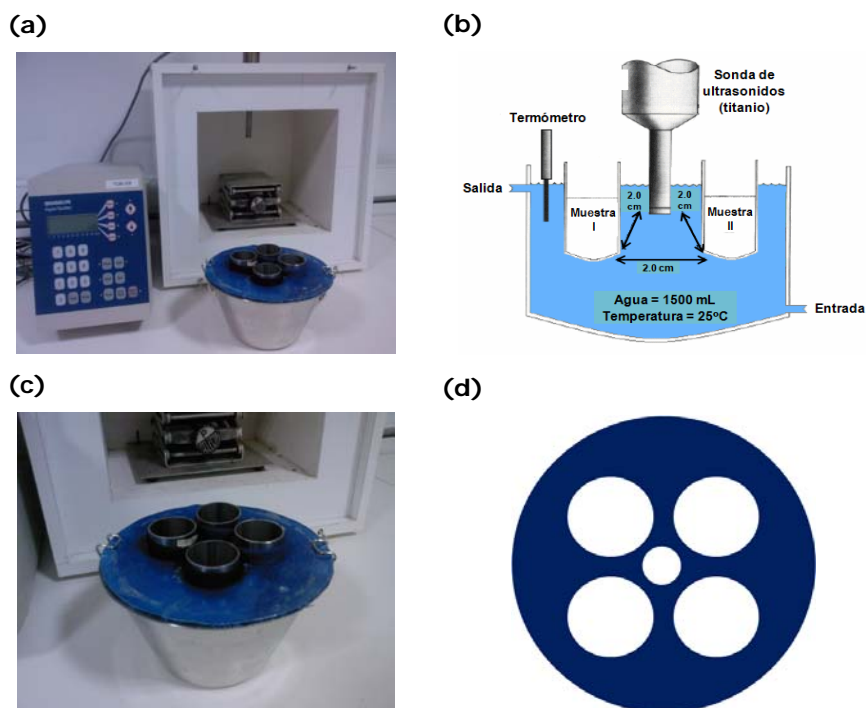 (a)
(b)
Sonda de
ultrasonidos
(titanio)
Termómetro
Salida
2.0
cm
2.0
cm
Muestra
I
Muestra
II
2.0 cm
Agua = 1500 mL
Temperatura = 25ºC
Entrada
(c)
(d)